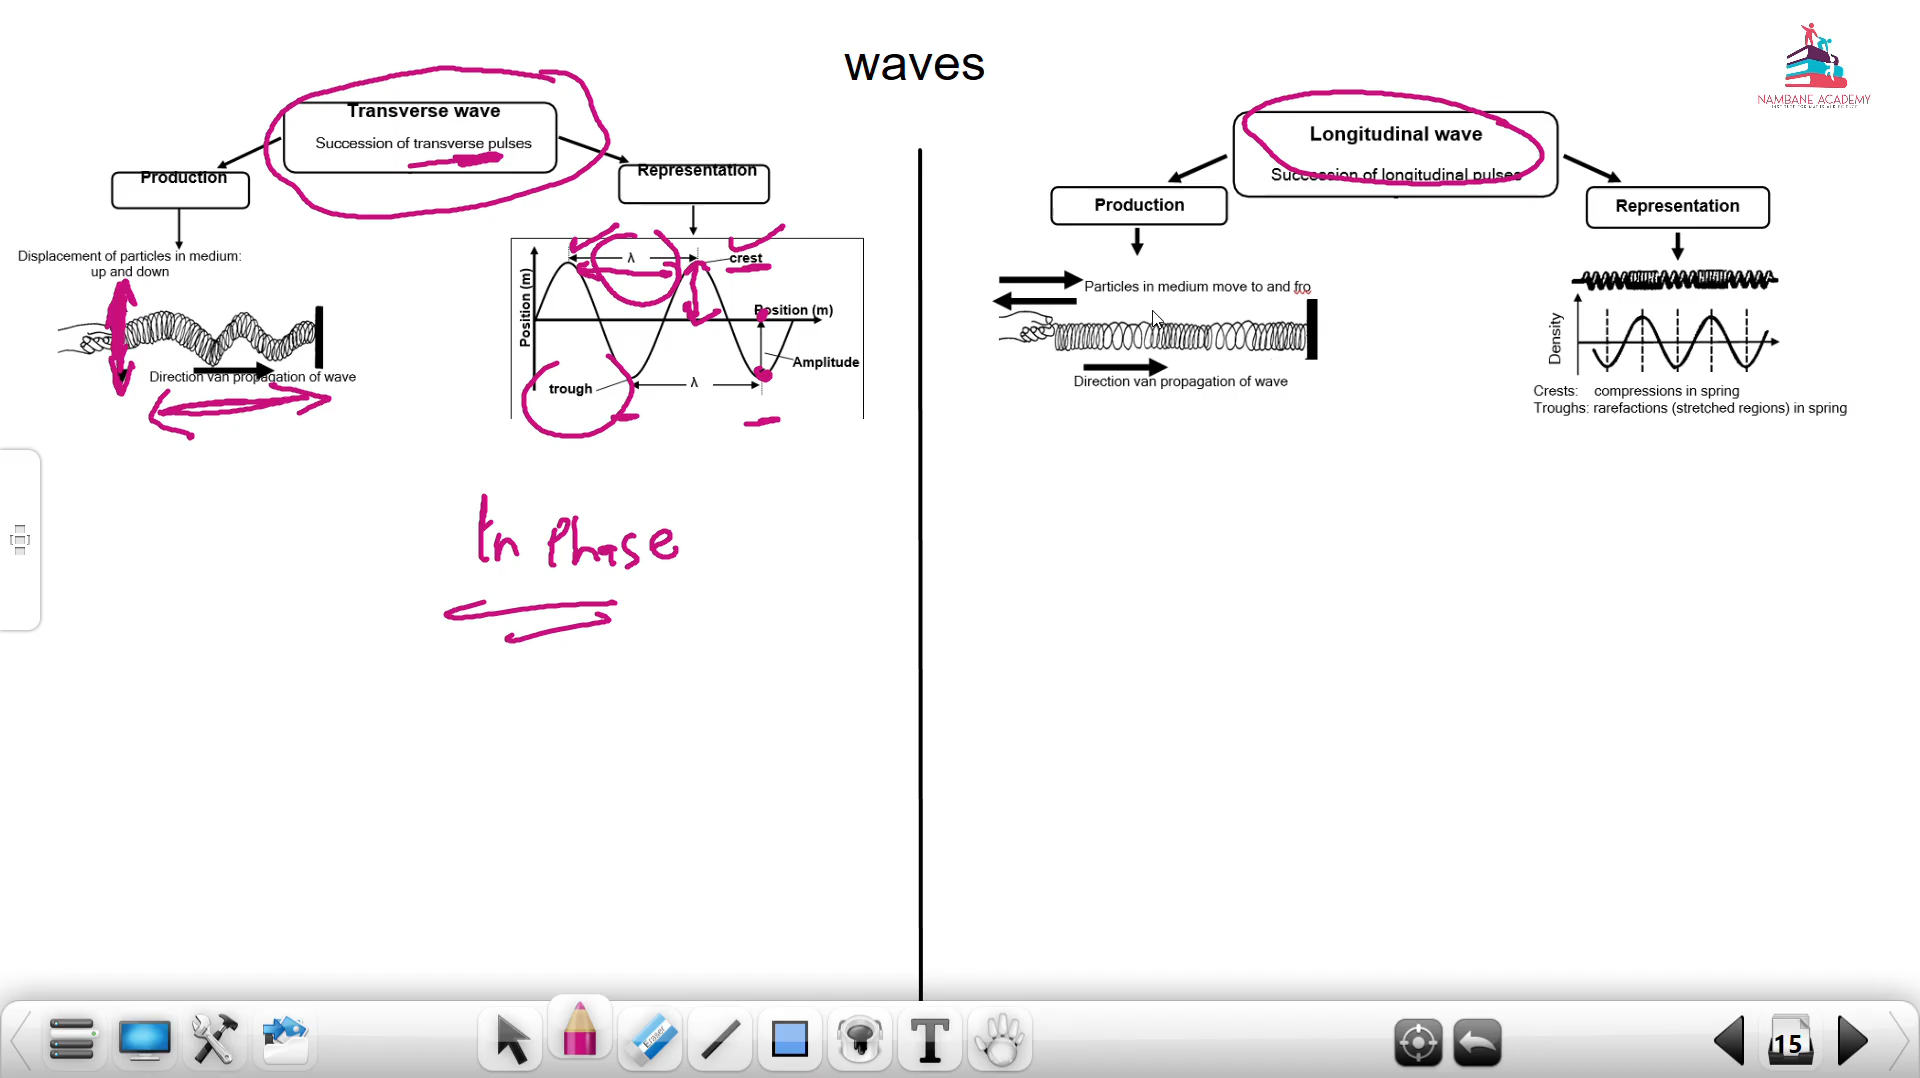 waves
NAMBANE ACADEMY
Transverse wave
Succession of transverse pulses
Production
Representation
Displacement of particles in medium:
up and down
Direction van propagation of wave
Position (m)
λ
crest
Position (m)
Amplitude
trough
λ
In Phase
Longitudinal wave
Succession of longitudinal pulses
Production
Representation
Particles in medium move to and fro
Direction van propagation of wave
Density
Crests: compressions in spring
Troughs: rarefactions (stretched regions) in spring
Eraser
T
15